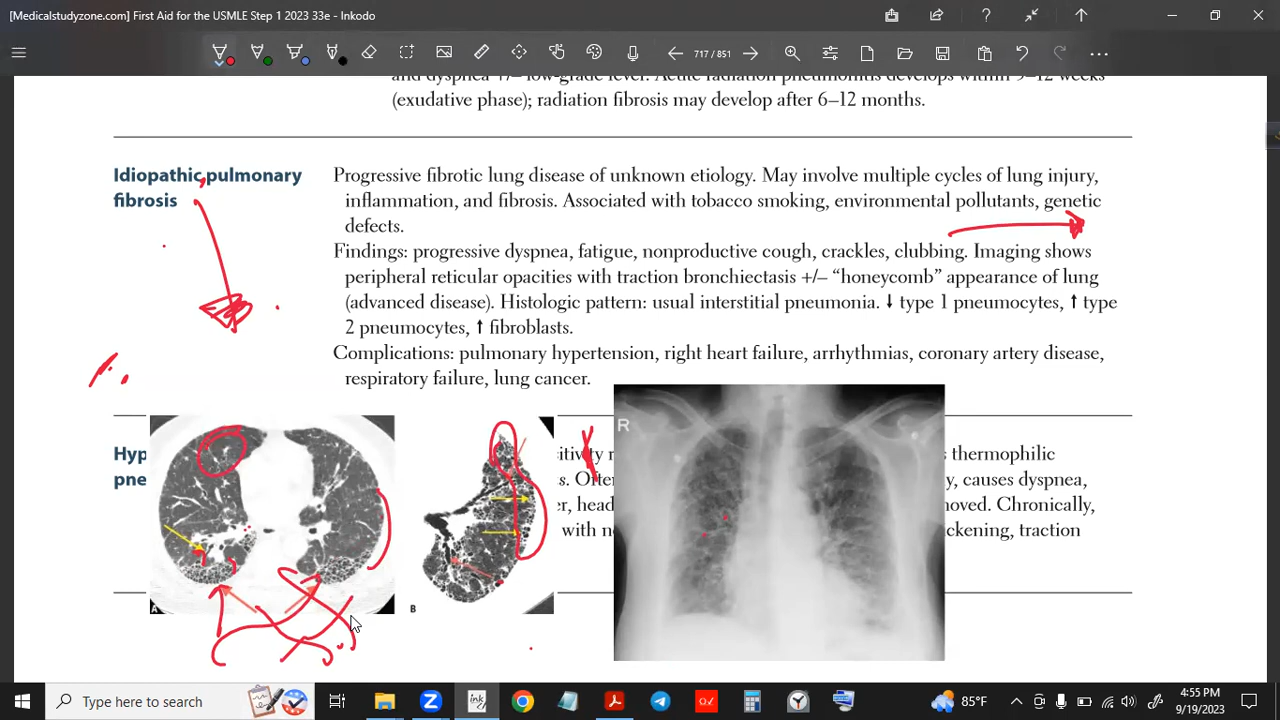 [Medicalstudyzone.com] First Aid for the USMLE Step 1 2023 33e - Inkodo
717 / 851
(exudative phase); radiation fibrosis may develop after 6–12 months.
Idiopathic pulmonary
fibrosis
Progressive fibrotic lung disease of unknown etiology. May involve multiple cycles of lung injury,
inflammation, and fibrosis. Associated with tobacco smoking, environmental pollutants, genetic
defects.
Findings: progressive dyspnea, fatigue, nonproductive cough, crackles, clubbing. Imaging shows
peripheral reticular opacities with traction bronchiectasis +/– “honeycomb” appearance of lung
(advanced disease). Histologic pattern: usual interstitial pneumonia. ↓ type 1 pneumocytes, ↑ type
2 pneumocytes, ↑ fibroblasts.
Complications: pulmonary hypertension, right heart failure, arrhythmias, coronary artery disease,
respiratory failure, lung cancer.
R
Hyp
thermophilic
pne
Ofte
y, causes dyspnea,
er, head
moved. Chronically,
with
ckening, traction
A
B
Type here to search
85°F
4:55 PM
9/19/2023